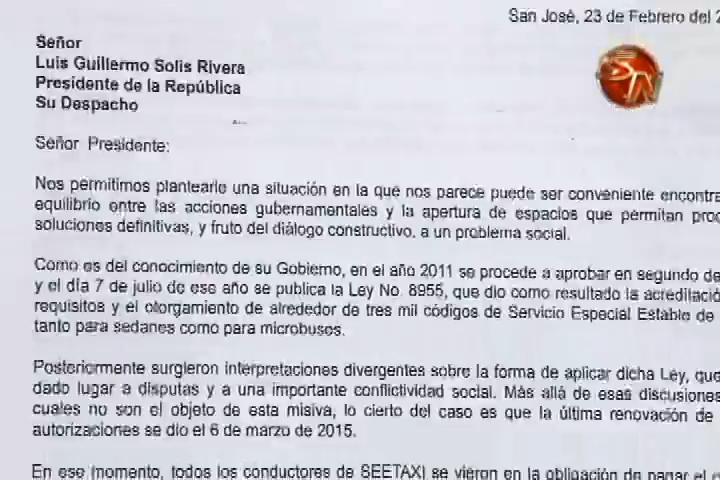 San José, 23 de Febrero del 2
Señor
Luis Guillermo Solis Rivera
Presidente de la República
Su Despacho
SN
Señor Presidente:
Nos permitimos plantearle una situación en la que nos parece puede ser conveniente encontra
equilibrio entre las acciones gubernamentales y la apertura de espacios que permitan proc
soluciones definitivas, y fruto del diálogo constructivo, a un problema social.
Como es del conocimiento de su Gobierno, en el año 2011 se procede a aprobar en segundo de
y el día 7 de julio de ese año se publica la Ley No. 8955, que dio como resultado la acreditació
requisitos y el otorgamiento de alrededor de tres mil códigos de Servicio Especial Estable de
tanto para sedanes como para microbuses.
Posteriormente surgieron interpretaciones divergentes sobre la forma de aplicar dicha Ley, que
dado lugar a disputas y a una importante conflictividad social. Más allá de esas discusiones
cuales no son el objeto de esta misiva, lo cierto del caso es que la última renovación de
autorizaciones se dio el 6 de marzo de 2015.
En ese momento, todos los conductores de SEETAXI se vieron en la obligación de pagar el